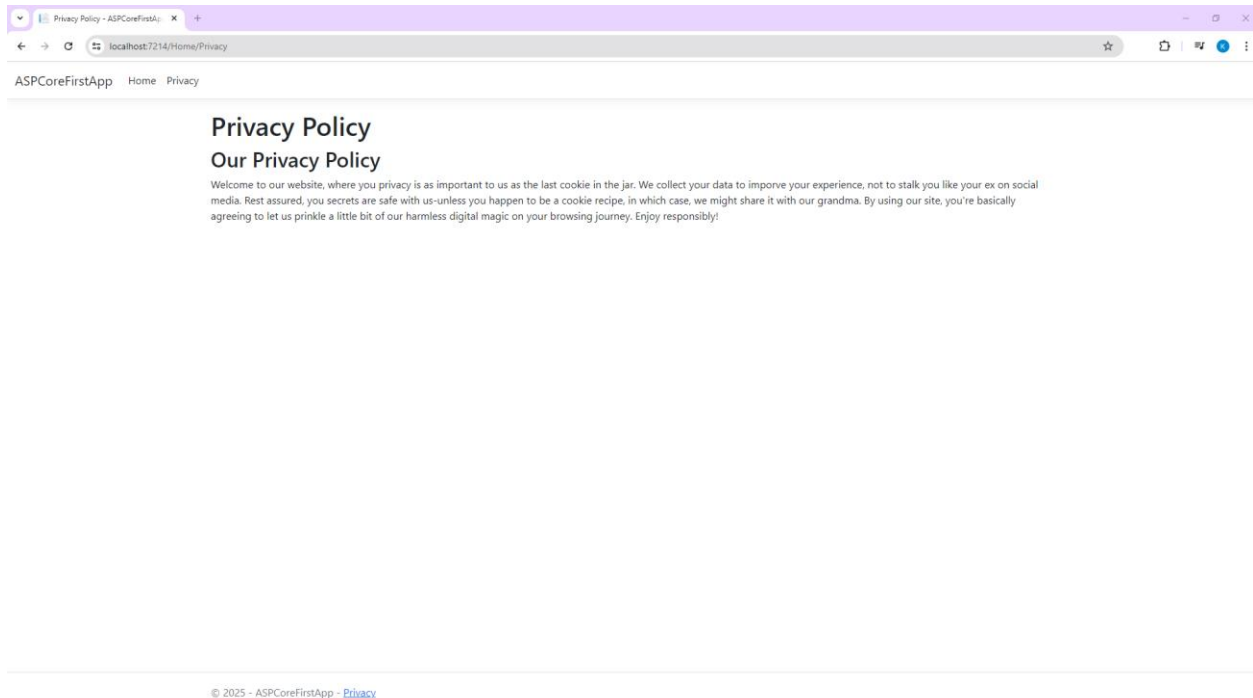 Privacy Policy - ASPCoreFirstAp
localhost:7214/Home/Privacy
K
ASPCoreFirstApp Home Privacy
Privacy Policy
Our Privacy Policy
Welcome to our website, where you privacy is as important to us as the last cookie in the jar. We collect your data to imporve your experience, not to stalk you like your ex on social
media. Rest assured, you secrets are safe with us-unless you happen to be a cookie recipe, in which case, we might share it with our grandma. By using our site, you're basically
agreeing to let us prinkle a little bit of our harmless digital magic on your browsing journey. Enjoy responsibly!
© 2025 - ASPCoreFirstApp - Privacy